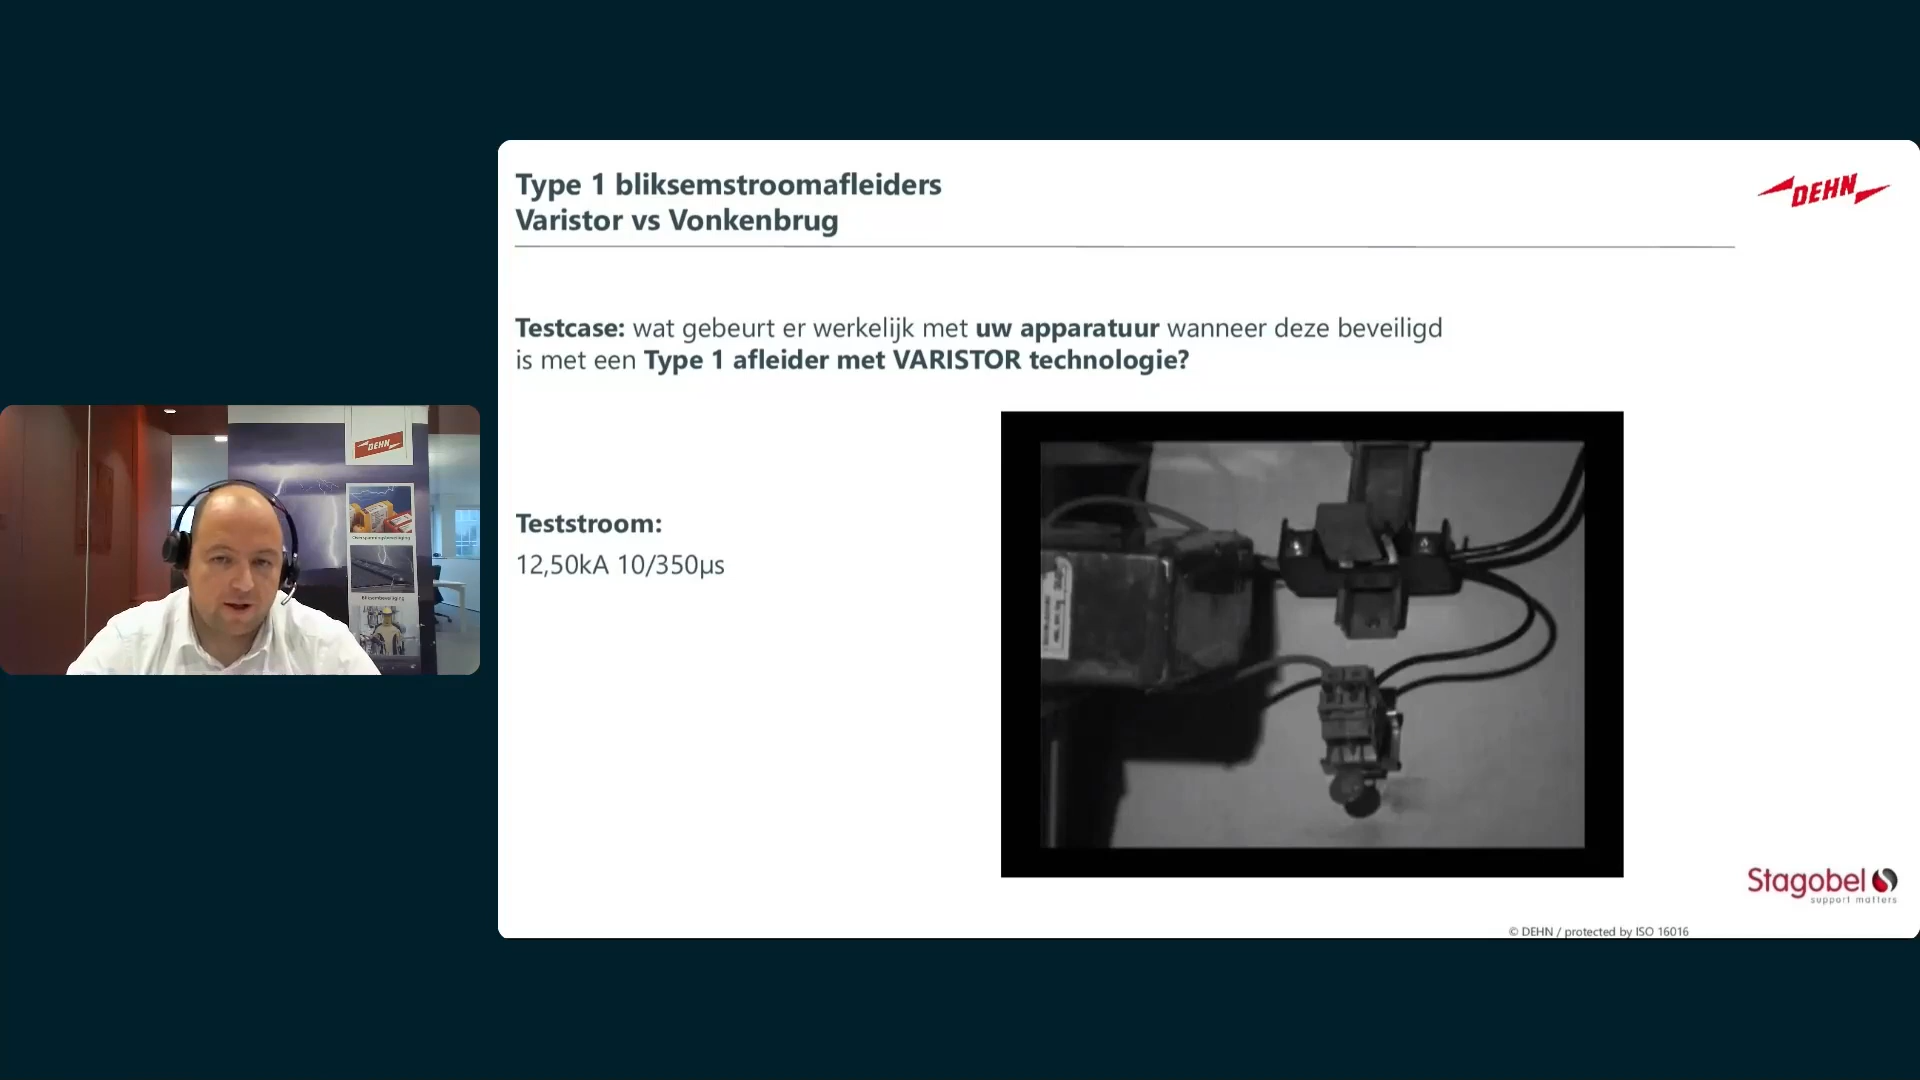 Type 1 bliksemstroomafleiders
Varistor vs Vonkenbrug
DEHN
Testcase: wat gebeurt er werkelijk met uw apparatuur wanneer deze beveiligd
is met een Type 1 afleider met VARISTOR technologie?
Teststroom:
12,50kA 10/350µs
DEHN
Overspanningsbeveiliging
Bliksembeveiliging
Stagobel
support matters
© DEHN / protected by ISO 16016